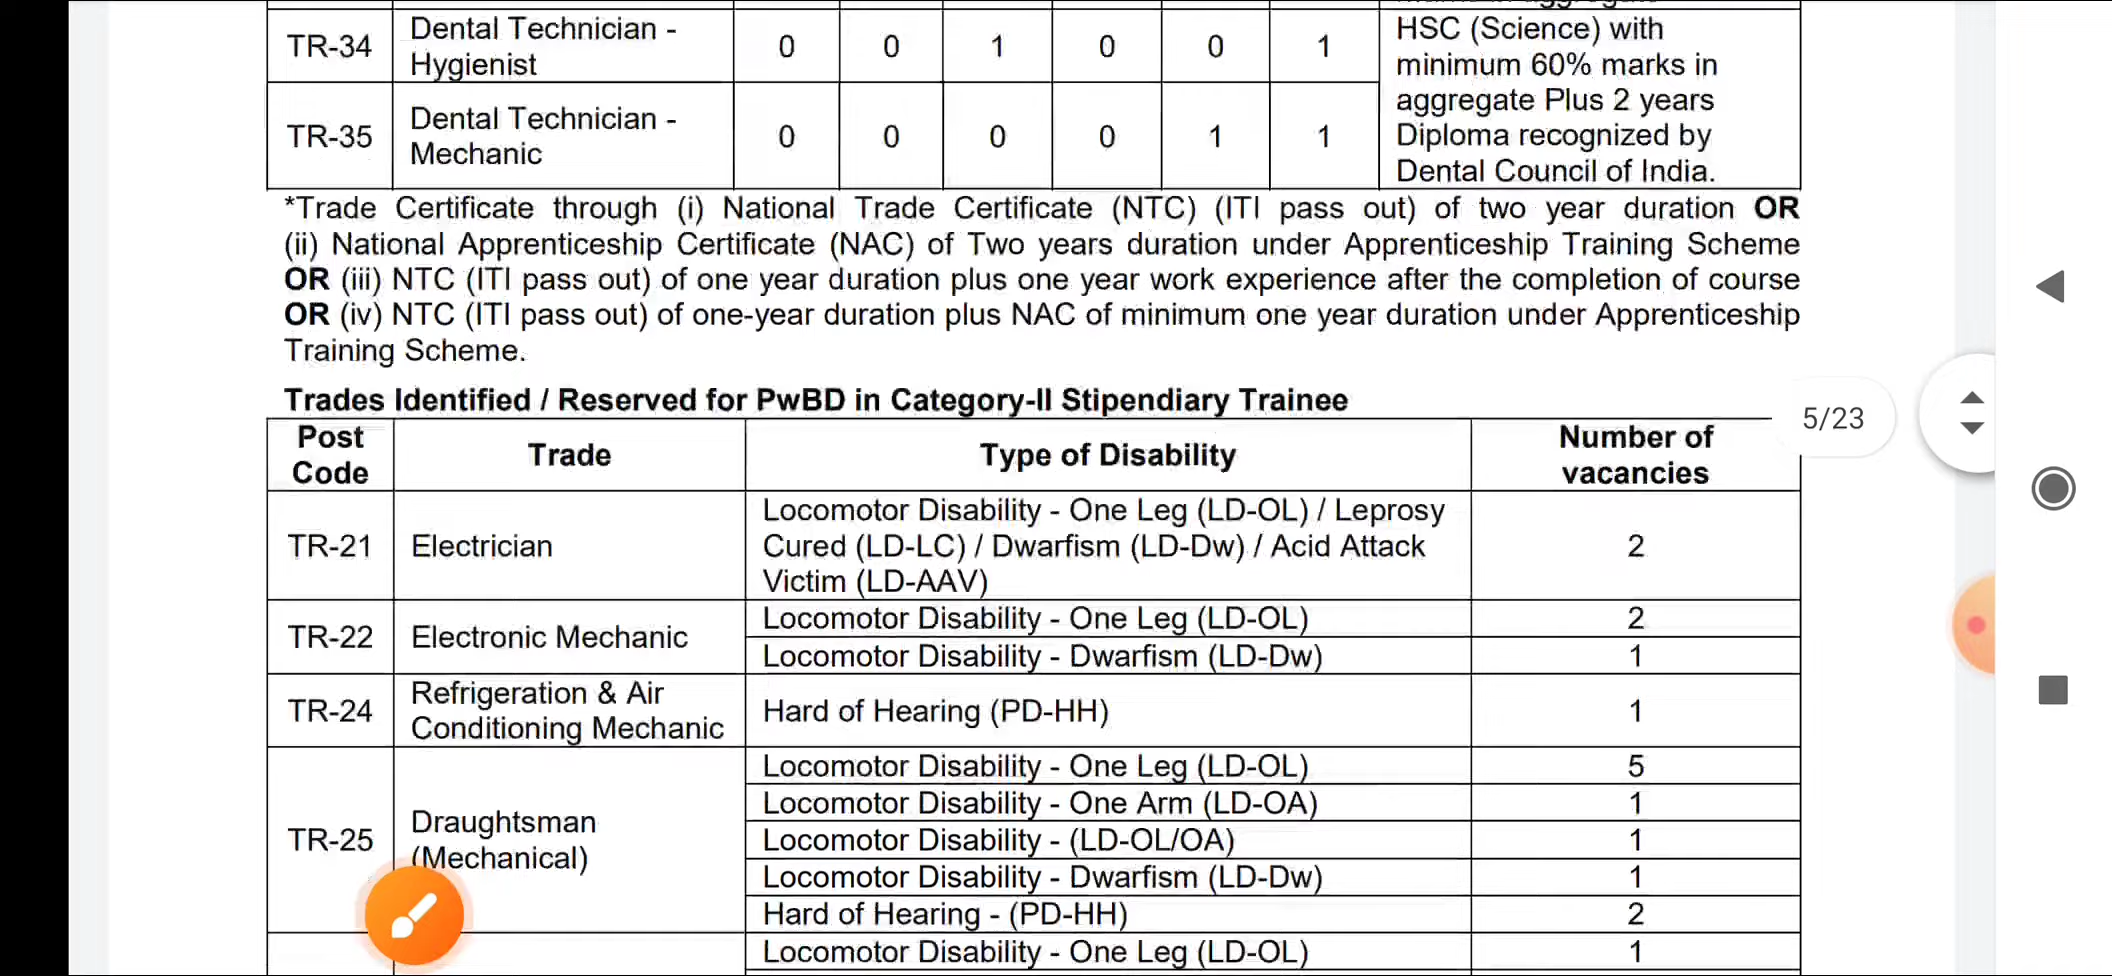 TR-34 Dental Technician - Hygienist 0 0 1 0 0 1
HSC (Science) with
minimum 60% marks in
aggregate Plus 2 years
Diploma recognized by
Dental Council of India.
TR-35 Dental Technician - Mechanic 0 0 0 0 1 1
*Trade Certificate through (i) National Trade Certificate (NTC) (ITI pass out) of two year duration OR
(ii) National Apprenticeship Certificate (NAC) of Two years duration under Apprenticeship Training Scheme
OR (iii) NTC (ITI pass out) of one year duration plus one year work experience after the completion of course
OR (iv) NTC (ITI pass out) of one-year duration plus NAC of minimum one year duration under Apprenticeship
Training Scheme.
Trades Identified / Reserved for PwBD in Category-II Stipendiary Trainee
5/23
Post Code Trade Type of Disability Number of vacancies
TR-21 Electrician
Locomotor Disability - One Leg (LD-OL) / Leprosy
Cured (LD-LC) / Dwarfism (LD-Dw) / Acid Attack
Victim (LD-AAV)
2
TR-22 Electronic Mechanic
Locomotor Disability - One Leg (LD-OL) 2
Locomotor Disability - Dwarfism (LD-Dw) 1
TR-24 Refrigeration & Air Conditioning Mechanic Hard of Hearing (PD-HH) 1
TR-25 Draughtsman (Mechanical)
Locomotor Disability - One Leg (LD-OL) 5
Locomotor Disability - One Arm (LD-OA) 1
Locomotor Disability - (LD-OL/OA) 1
Locomotor Disability - Dwarfism (LD-Dw) 1
Hard of Hearing - (PD-HH) 2
Locomotor Disability - One Leg (LD-OL) 1